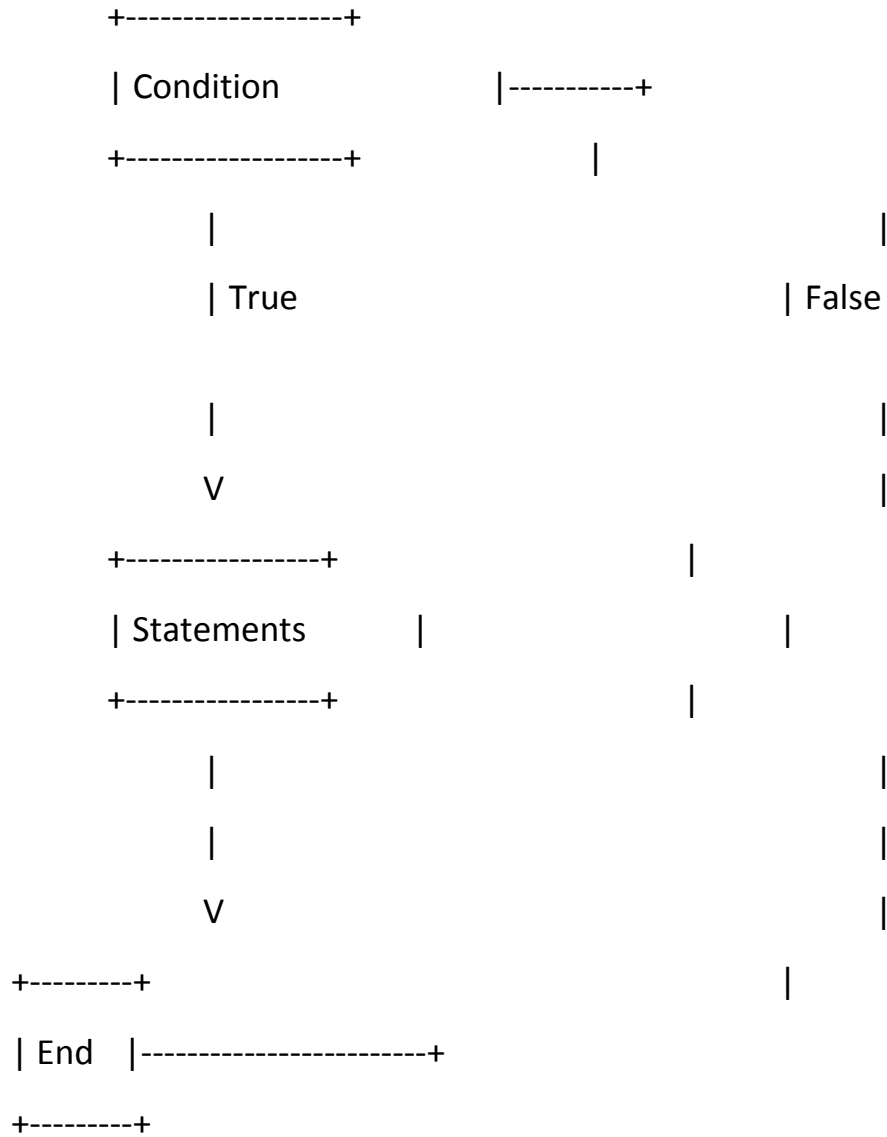 +-------------------+
| Condition |-----------+
+-------------------+ |
| |
| True | False
| |
V |
+-----------------+ |
| Statements | |
+-----------------+ |
| |
| |
V |
+---------+ |
| End |-------------------------+
+---------+